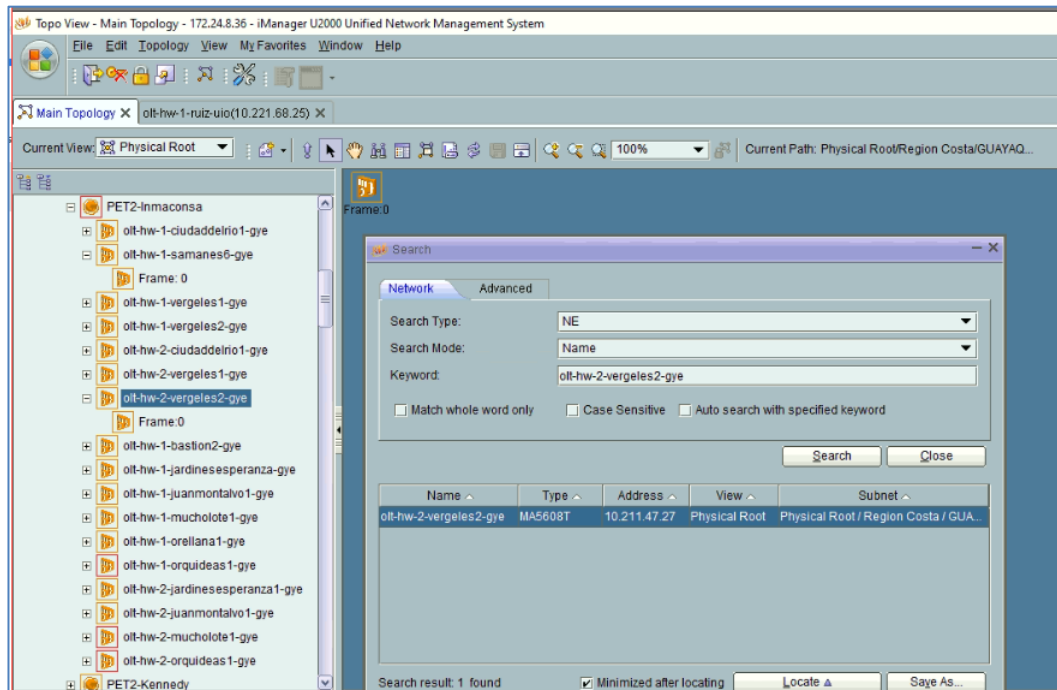 Topo View - Main Topology - 172.24.8.36 - iManager U2000 Unified Network Management System
File Edit Topology View My Favorites Window Help
Main Topology olt-hw-1-ruiz-uio(10.221.68.25)
Current View: Physical Root 100% Current Path: Physical Root/Region Costa/GUAYAQ...
PET2-Inmaconsa
olt-hw-1-ciudaddelrio1-gye
olt-hw-1-samanes6-gye
Frame: 0
olt-hw-1-vergeles1-gye
olt-hw-1-vergeles2-gye
olt-hw-2-ciudaddelrio1-gye
olt-hw-2-vergeles1-gye
olt-hw-2-vergeles2-gye
Frame:0
olt-hw-1-bastion2-gye
olt-hw-1-jardinesesperanza-gye
olt-hw-1-juanmontalvo1-gye
olt-hw-1-mucholote1-gye
olt-hw-1-orellana1-gye
olt-hw-1-orquideas1-gye
olt-hw-2-jardinesesperanza1-gye
olt-hw-2-juanmontalvo1-gye
olt-hw-2-mucholote1-gye
olt-hw-2-orquideas1-gye
PET2-Kennedy
Frame:0
Search
Network Advanced
Search Type: NE
Search Mode: Name
Keyword: olt-hw-2-vergeles2-gye
Match whole word only Case Sensitive Auto search with specified keyword
Search Close
Name Type Address View Subnet
olt-hw-2-vergeles2-gye MA5608T 10.211.47.27 Physical Root Physical Root / Region Costa / GUA...
Search result: 1 found Minimized after locating Locate Save As...